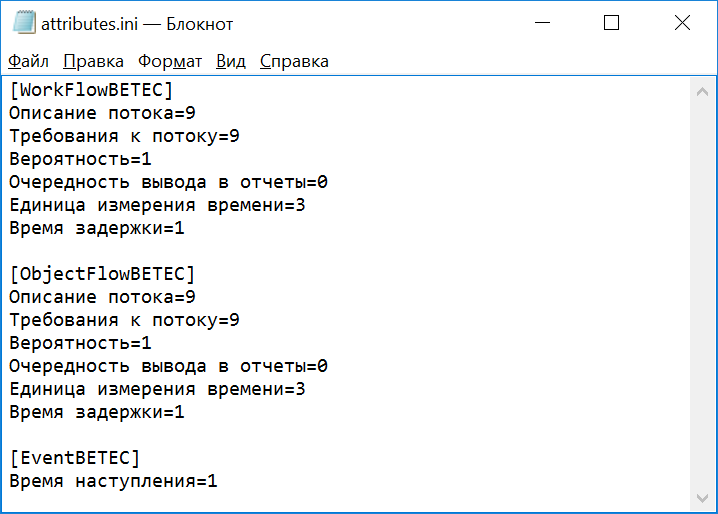 attributes.ini — Блокнот
Файл Правка Формат Вид Справка
[WorkFlowBETEC]
Описание потока=9
Требования к потоку=9
Вероятность=1
Очередность вывода в отчеты=0
Единица измерения времени=3
Время задержки=1
[ObjectFlowBETEC]
Описание потока=9
Требования к потоку=9
Вероятность=1
Очередность вывода в отчеты=0
Единица измерения времени=3
Время задержки=1
[EventBETEC]
Время наступления=1